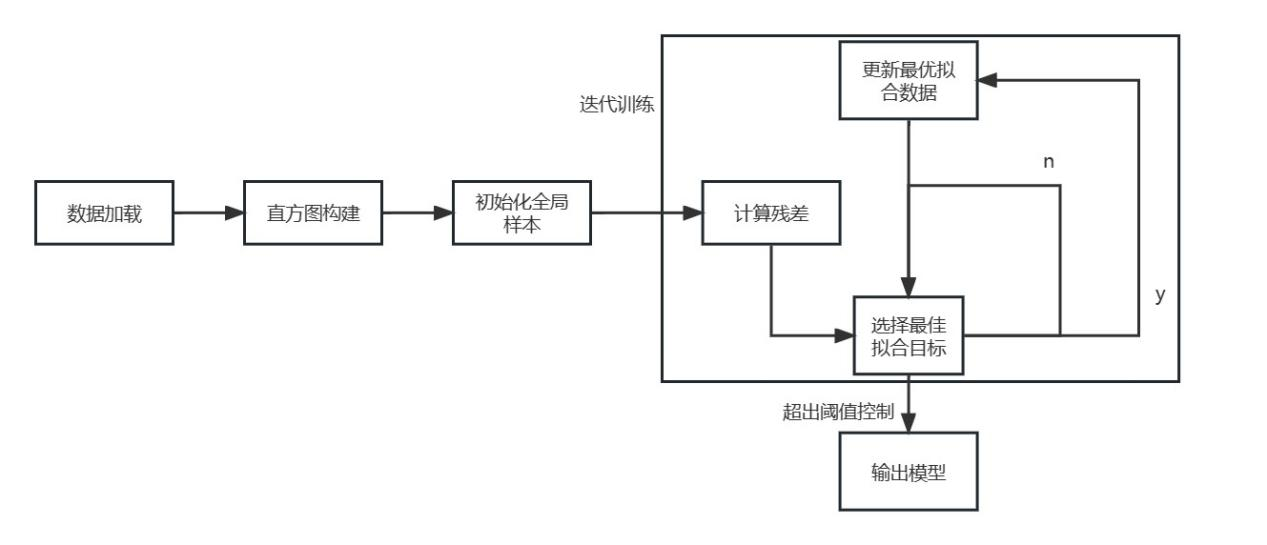 数据加载
直方图构建
初始化全局
样本
迭代训练
计算残差
更新最优拟
合数据
n
y
选择最佳
拟合目标
超出阈值控制
输出模型